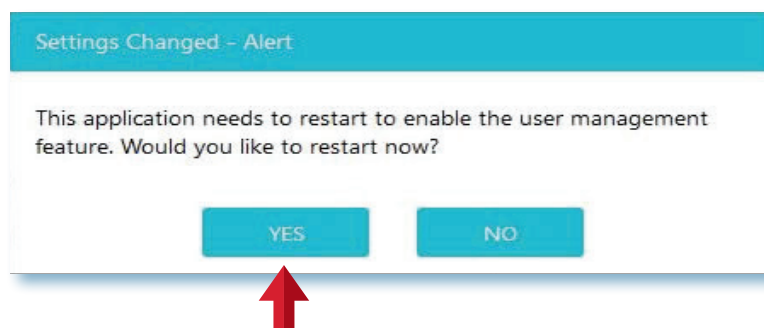 Settings Changed - Alert
This application needs to restart to enable the user management
feature. Would you like to restart now?
YES
NO